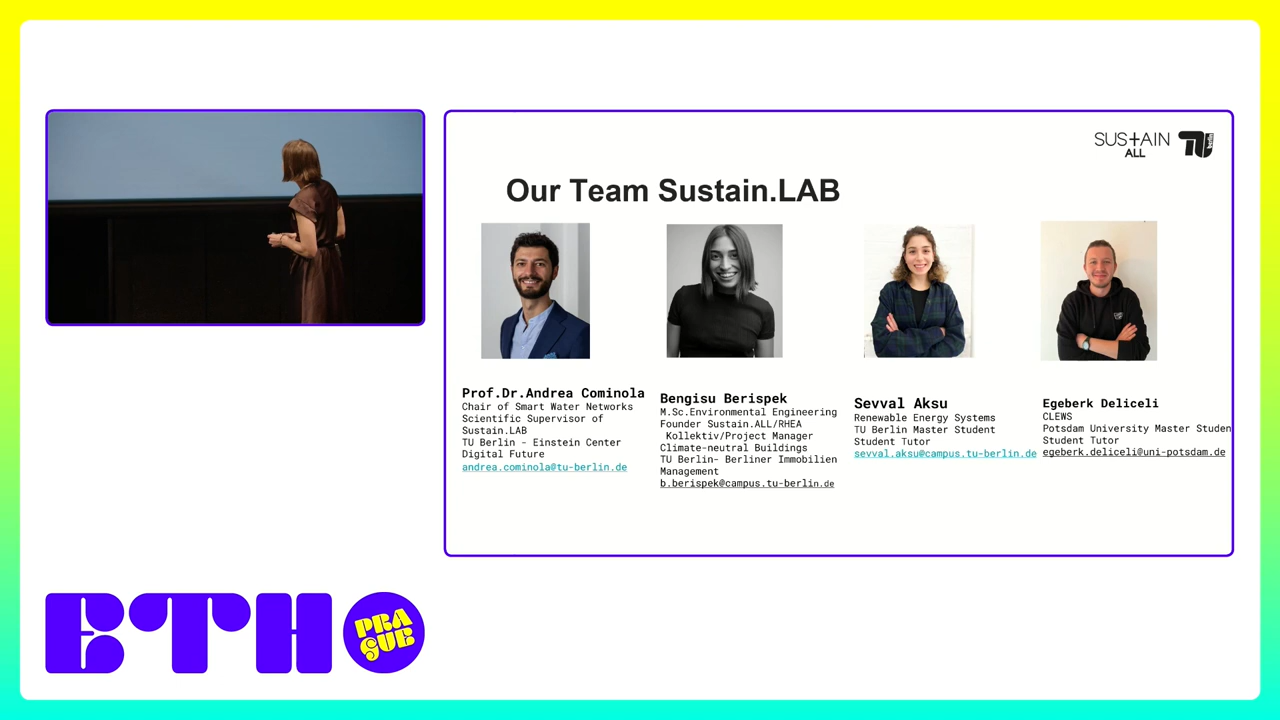 SUSTAIN
ALL
TU
berlin
Our Team Sustain.LAB
Prof.Dr.Andrea Cominola
Chair of Smart Water Networks
Scientific Supervisor of
Sustain.LAB
TU Berlin - Einstein Center
Digital Future
andrea.cominola@tu-berlin.de
Bengisu Berispek
M.Sc.Environmental Engineering
Founder Sustain.ALL/RHEA
Kollektiv/Project Manager
Climate-neutral Buildings
TU Berlin- Berliner Immobilien
Management
b.berispek@campus.tu-berlin.de
Sevval Aksu
Renewable Energy Systems
TU Berlin Master Student
Student Tutor
sevval.aksu@campus.tu-berlin.de
Egeberk Deliceli
CLEWS
Potsdam University Master Studen
Student Tutor
egeberk.deliceli@uni-potsdam.de
ETH
PRA
GUE